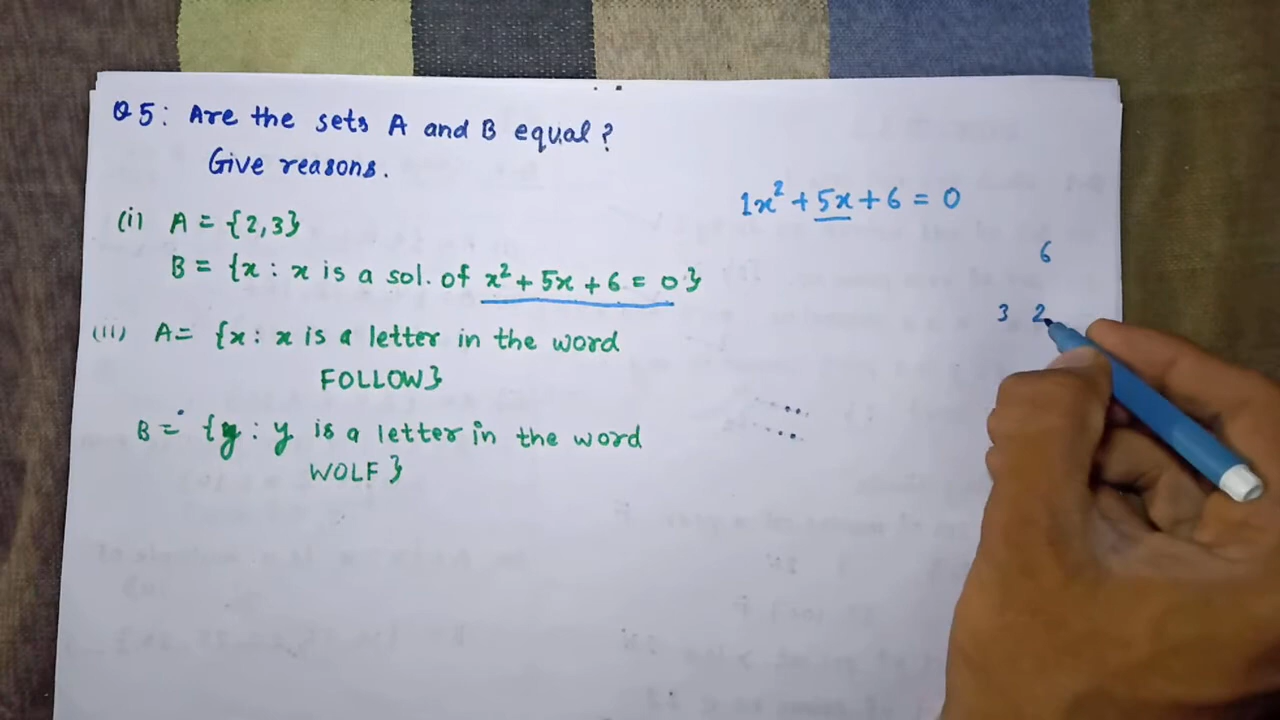 Q5: Are the sets A and B equal?
Give reasons.
(i) A = {2,3}
B = {x : x is a sol. of x² + 5x + 6 = 0}
(ii) A = {x : x is a letter in the word
FOLLOW}
B = {y : y is a letter in the word
WOLF}
1x² + 5x + 6 = 0
6
3 2